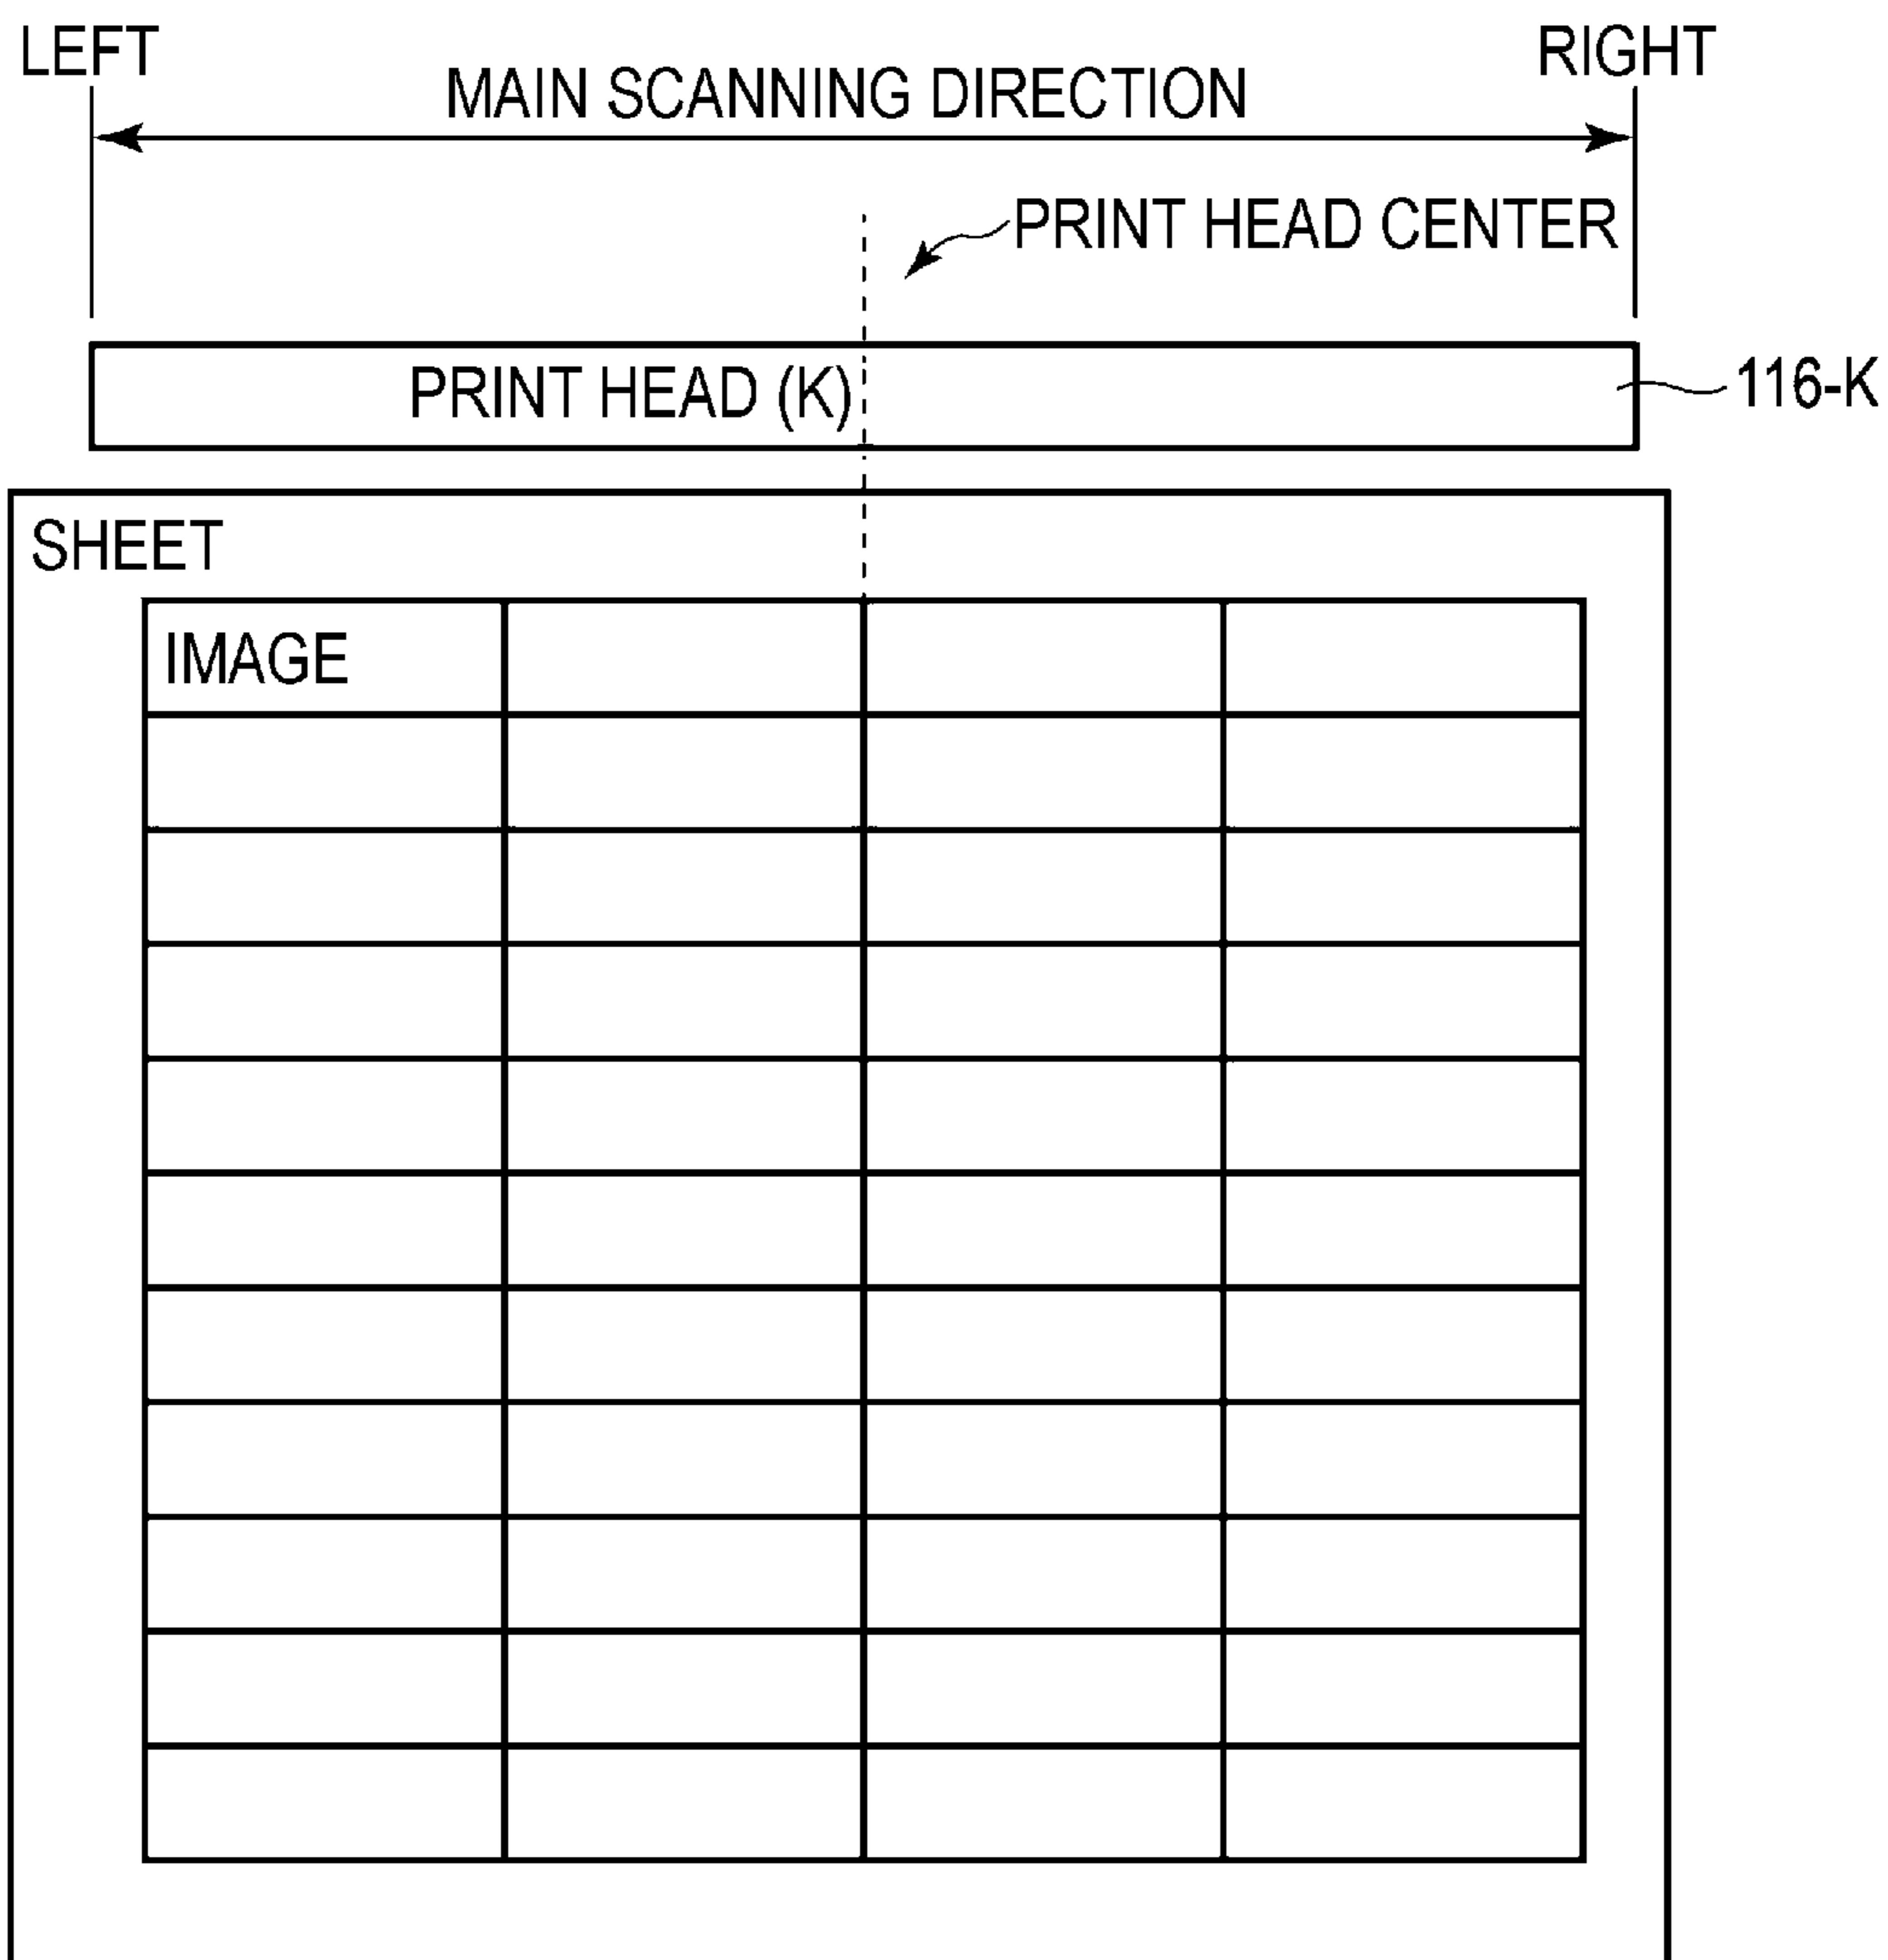 LEFT
RIGHT
MAIN SCANNING DIRECTION
PRINT HEAD CENTER
PRINT HEAD (K)
116-K
SHEET
IMAGE